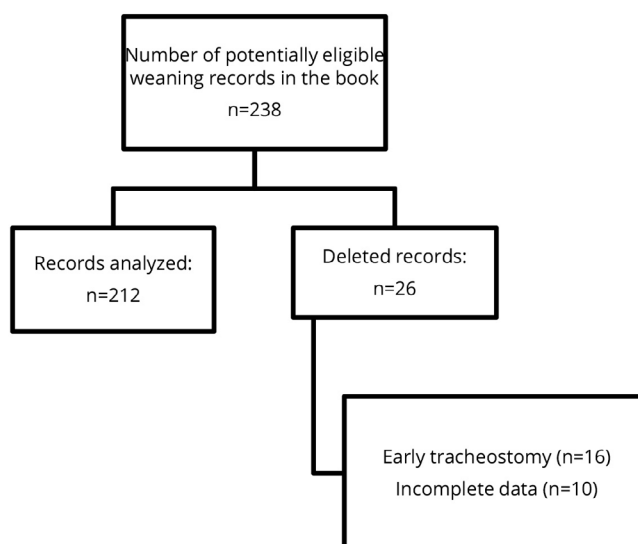 Number of potentially eligible
weaning records in the book
n=238
Records analyzed:
n=212
Deleted records:
n=26
Early tracheostomy (n=16)
Incomplete data (n=10)